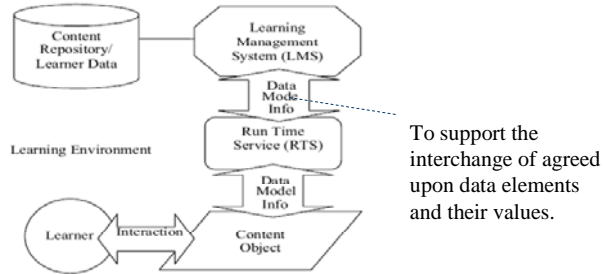 Content
Repository/
Learner Data
Learning
Management
System (LMS)
Data
Mode
Info
Run Time
Service (RTS)
Learning Environment
Data
Model
Info
Learner
Interaction
Content
Object
To support the
interchange of agreed
upon data elements
and their values.